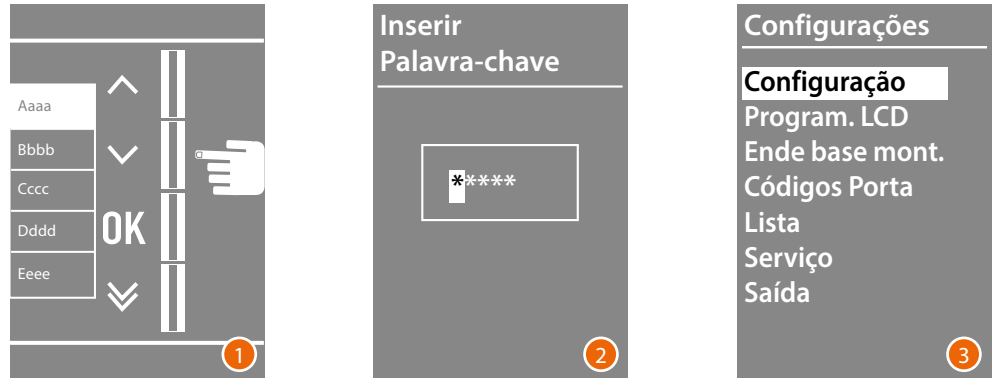 Aaaa
Bbbb
Cccc
Dddd
Eeee
OK
1
Inserir
Palavra-chave
*****
2
Configurações
Configuração
Program. LCD
Ende base mont.
Códigos Porta
Lista
Serviço
Saída
3